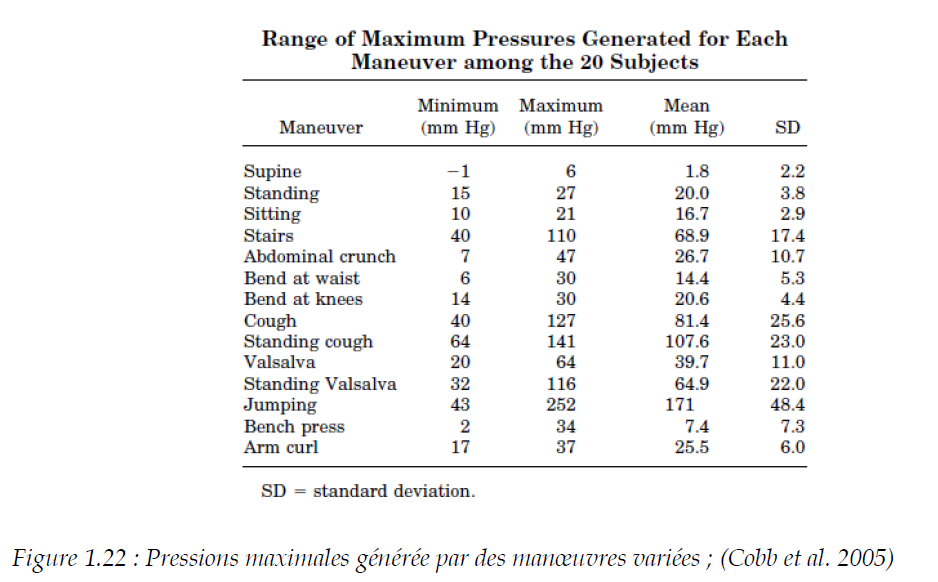 Range of Maximum Pressures Generated for Each
Maneuver among the 20 Subjects
Minimum Maximum Mean
Maneuver (mm Hg) (mm Hg) (mm Hg) SD
Supine −1 6 1.8 2.2
Standing 15 27 20.0 3.8
Sitting 10 21 16.7 2.9
Stairs 40 110 68.9 17.4
Abdominal crunch 7 47 26.7 10.7
Bend at waist 6 30 14.4 5.3
Bend at knees 14 30 20.6 4.4
Cough 40 127 81.4 25.6
Standing cough 64 141 107.6 23.0
Valsalva 20 64 39.7 11.0
Standing Valsalva 32 116 64.9 22.0
Jumping 43 252 171 48.4
Bench press 2 34 7.4 7.3
Arm curl 17 37 25.5 6.0
SD = standard deviation.
Figure 1.22 : Pressions maximales générée par des manœuvres variées ; (Cobb et al. 2005)